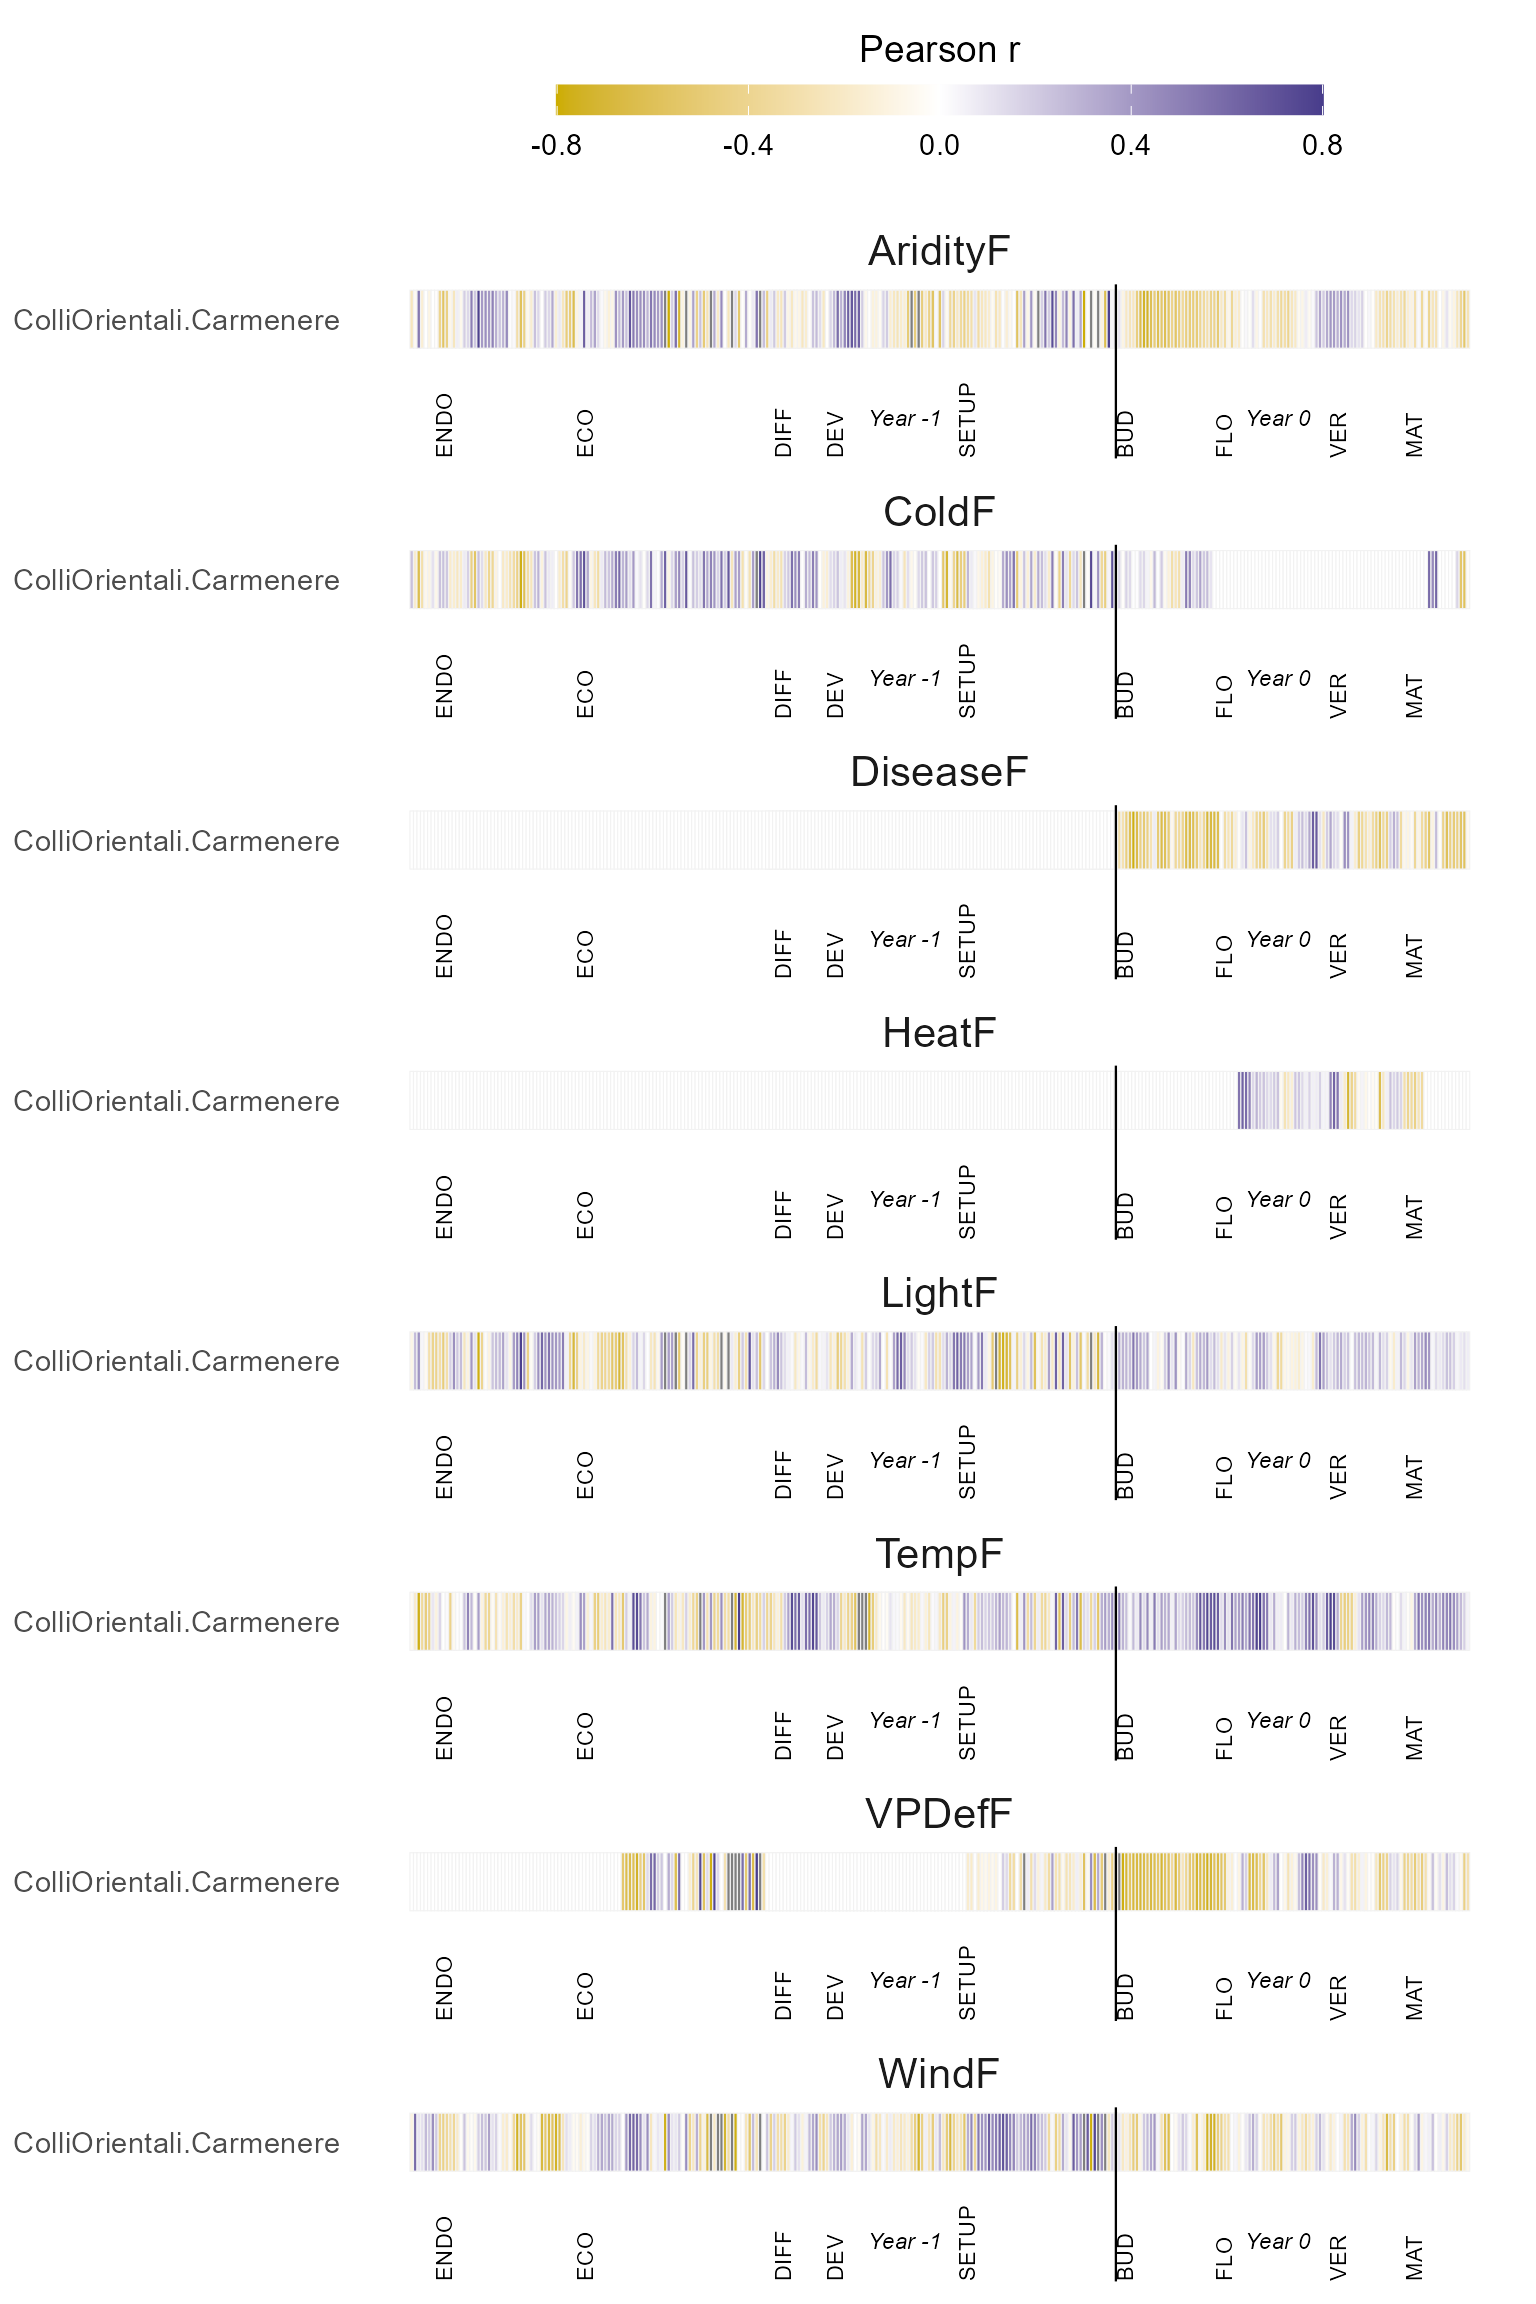 Pearson r
-0.8 -0.4 0.0 0.4 0.8
AridityF
ColliOrientali.Carmenere
ENDO ECO DIFF DEV Year -1 SETUP BUD FLO Year 0 VER MAT
ColdF
ColliOrientali.Carmenere
ENDO ECO DIFF DEV Year -1 SETUP BUD FLO Year 0 VER MAT
DiseaseF
ColliOrientali.Carmenere
ENDO ECO DIFF DEV Year -1 SETUP BUD FLO Year 0 VER MAT
HeatF
ColliOrientali.Carmenere
ENDO ECO DIFF DEV Year -1 SETUP BUD FLO Year 0 VER MAT
LightF
ColliOrientali.Carmenere
ENDO ECO DIFF DEV Year -1 SETUP BUD FLO Year 0 VER MAT
TempF
ColliOrientali.Carmenere
ENDO ECO DIFF DEV Year -1 SETUP BUD FLO Year 0 VER MAT
VPDefF
ColliOrientali.Carmenere
ENDO ECO DIFF DEV Year -1 SETUP BUD FLO Year 0 VER MAT
WindF
ColliOrientali.Carmenere
ENDO ECO DIFF DEV Year -1 SETUP BUD FLO Year 0 VER MAT